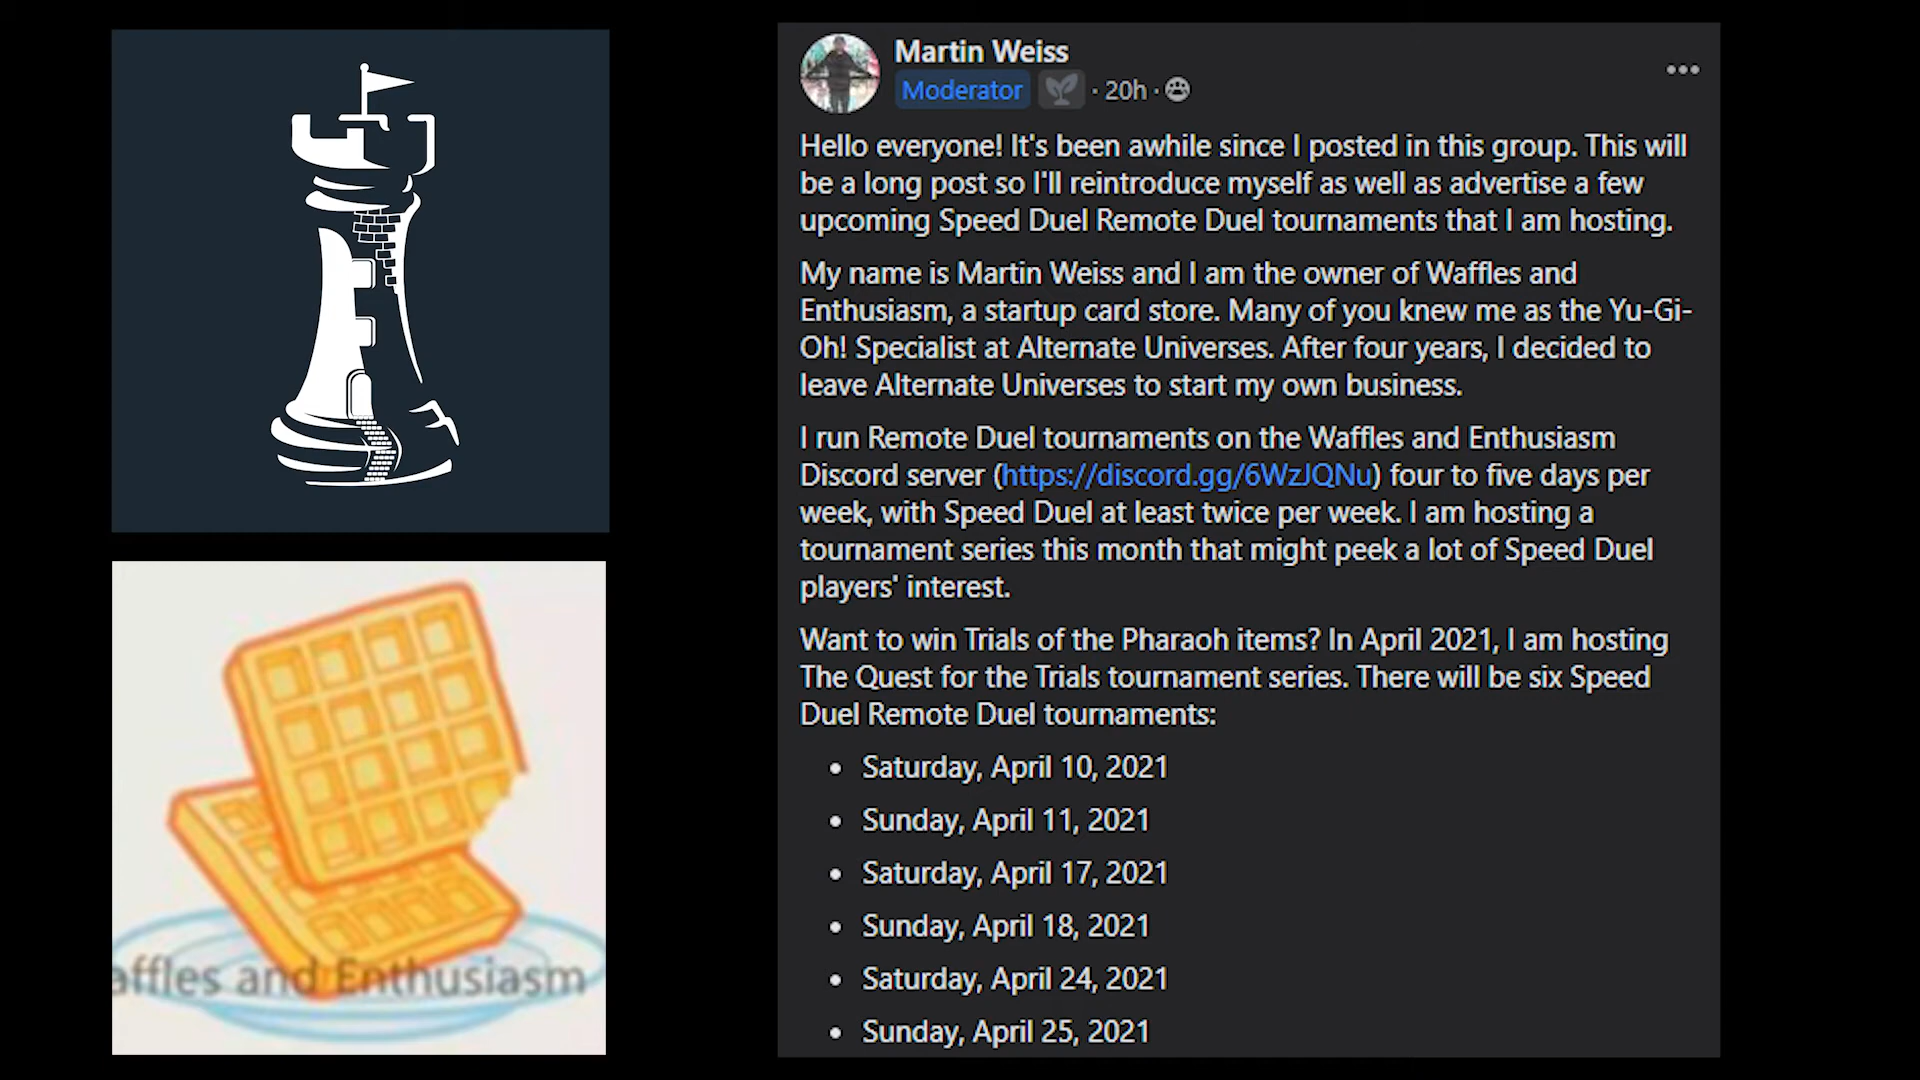 Martin Weiss
Moderator · 20h ·
Hello everyone! It's been awhile since I posted in this group. This will
be a long post so I'll reintroduce myself as well as advertise a few
upcoming Speed Duel Remote Duel tournaments that I am hosting.
My name is Martin Weiss and I am the owner of Waffles and
Enthusiasm, a startup card store. Many of you knew me as the Yu-Gi-
Oh! Specialist at Alternate Universes. After four years, I decided to
leave Alternate Universes to start my own business.
I run Remote Duel tournaments on the Waffles and Enthusiasm
Discord server (https://discord.gg/6WzJQNu) four to five days per
week, with Speed Duel at least twice per week. I am hosting a
tournament series this month that might peek a lot of Speed Duel
players' interest.
Want to win Trials of the Pharaoh items? In April 2021, I am hosting
The Quest for the Trials tournament series. There will be six Speed
Duel Remote Duel tournaments:
• Saturday, April 10, 2021
• Sunday, April 11, 2021
• Saturday, April 17, 2021
• Sunday, April 18, 2021
• Saturday, April 24, 2021
• Sunday, April 25, 2021
affles and Enthusiasm